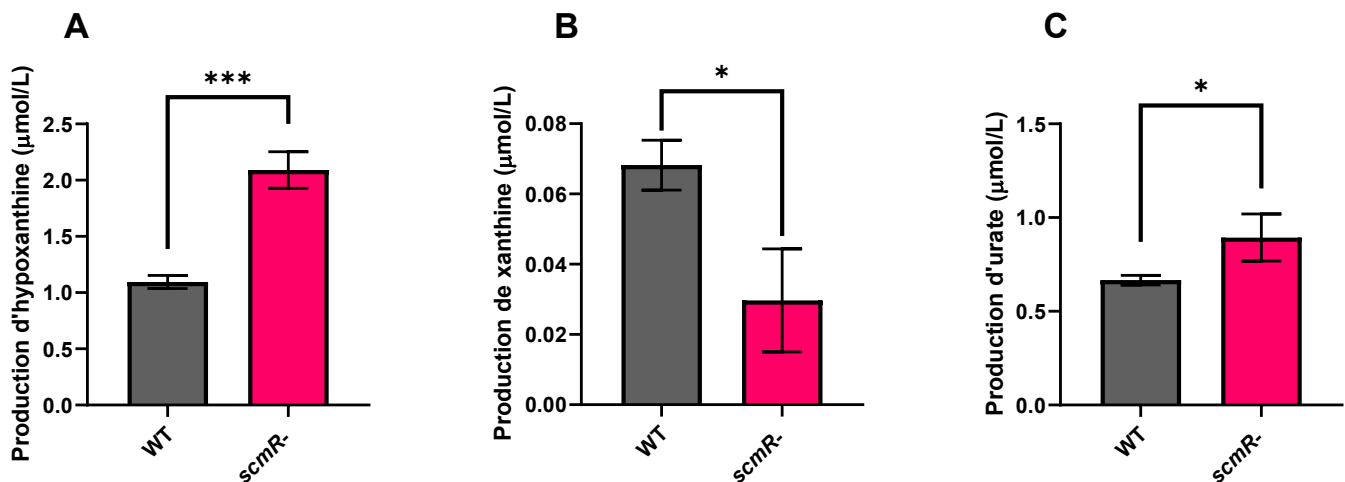 A
Production d'hypoxanthine (μmol/L)
***
2.5
2.0
1.5
1.0
0.5
0.0
WT
scmR-
B
Production de xanthine (μmol/L)
*
0.08
0.06
0.04
0.02
0.00
WT
scmR-
C
Production d'urate (μmol/L)
*
1.5
1.0
0.5
0.0
WT
scmR-